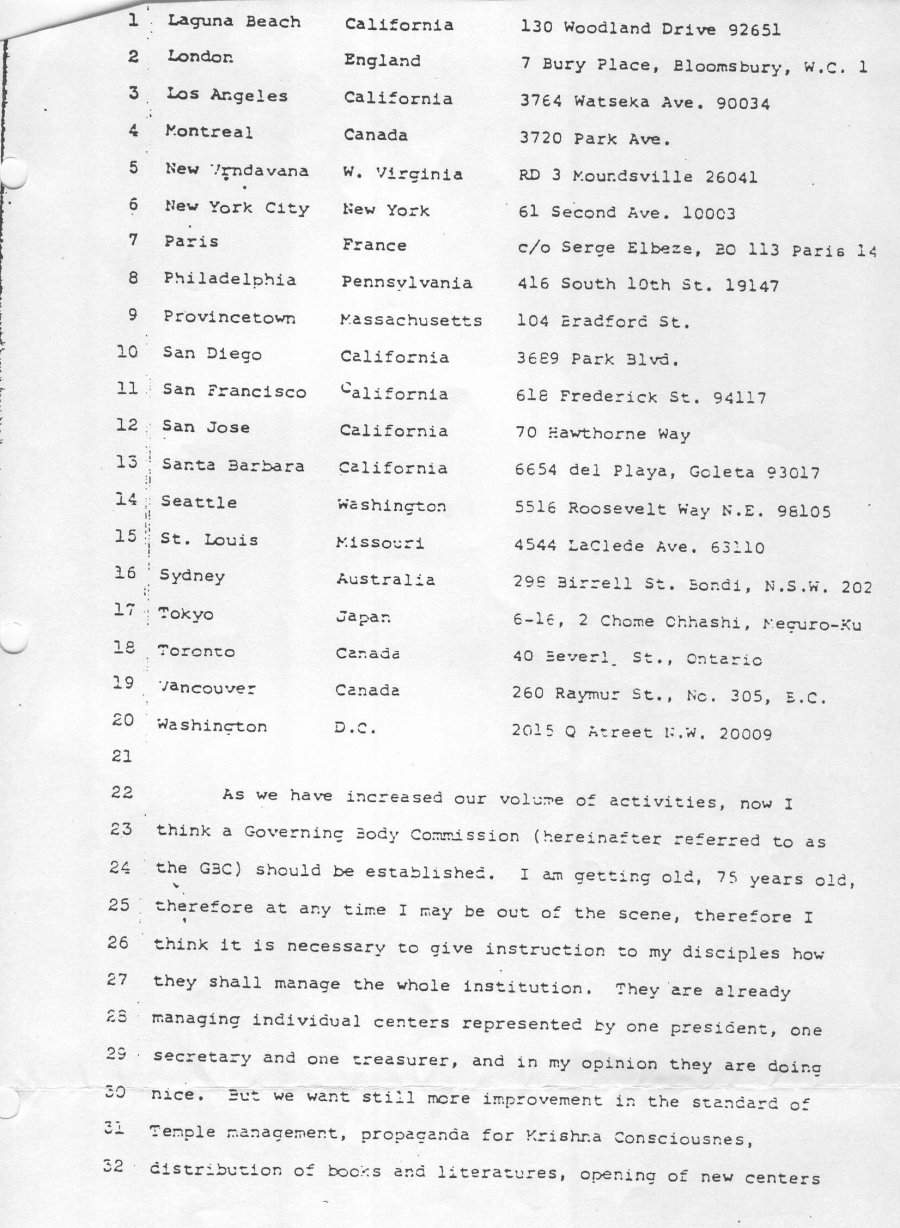 1 Laguna Beach California 130 Woodland Drive 92651
2 London England 7 Bury Place, Bloomsbury, W.C. 1
3 Los Angeles California 3764 Watseka Ave. 90034
4 Montreal Canada 3720 Park Ave.
5 New Vrndavana W. Virginia RD 3 Moundsville 26041
6 New York City New York 61 Second Ave. 10003
7 Paris France c/o Serge Elbeze, BO 113 Paris 14
8 Philadelphia Pennsylvania 416 South 10th St. 19147
9 Provincetown Massachusetts 104 Bradford St.
10 San Diego California 3689 Park Blvd.
11 San Francisco California 618 Frederick St. 94117
12 San Jose California 70 Hawthorne Way
13 Santa Barbara California 6654 del Playa, Goleta 93017
14 Seattle Washington 5516 Roosevelt Way N.E. 98105
15 St. Louis Missouri 4544 LaClede Ave. 63110
16 Sydney Australia 298 Birrell St. Bondi, N.S.W. 202
17 Tokyo Japan 6-16, 2 Chome Ohhashi, Meguro-Ku
18 Toronto Canada 40 St., Ontario
19 Vancouver Canada 260 Raymur St., No. 305, B.C.
20 Washington D.C. 2015 Q Atreet N.W. 20009
21
22 As we have increased our volume of activities, now I
23 think a Governing Body Commission (hereinafter referred to as
24 the GBC) should be established. I am getting old, 75 years old,
25 therefore at any time I may be out of the scene, therefore I
26 think it is necessary to give instruction to my disciples how
27 they shall manage the whole institution. They are already
28 managing individual centers represented by one president, one
29 secretary and one treasurer, and in my opinion they are doing
30 nice. But we want still more improvement in the standard of
31 Temple management, propaganda for Krishna Consciousnes,
32 distribution of books and literatures, opening of new centers